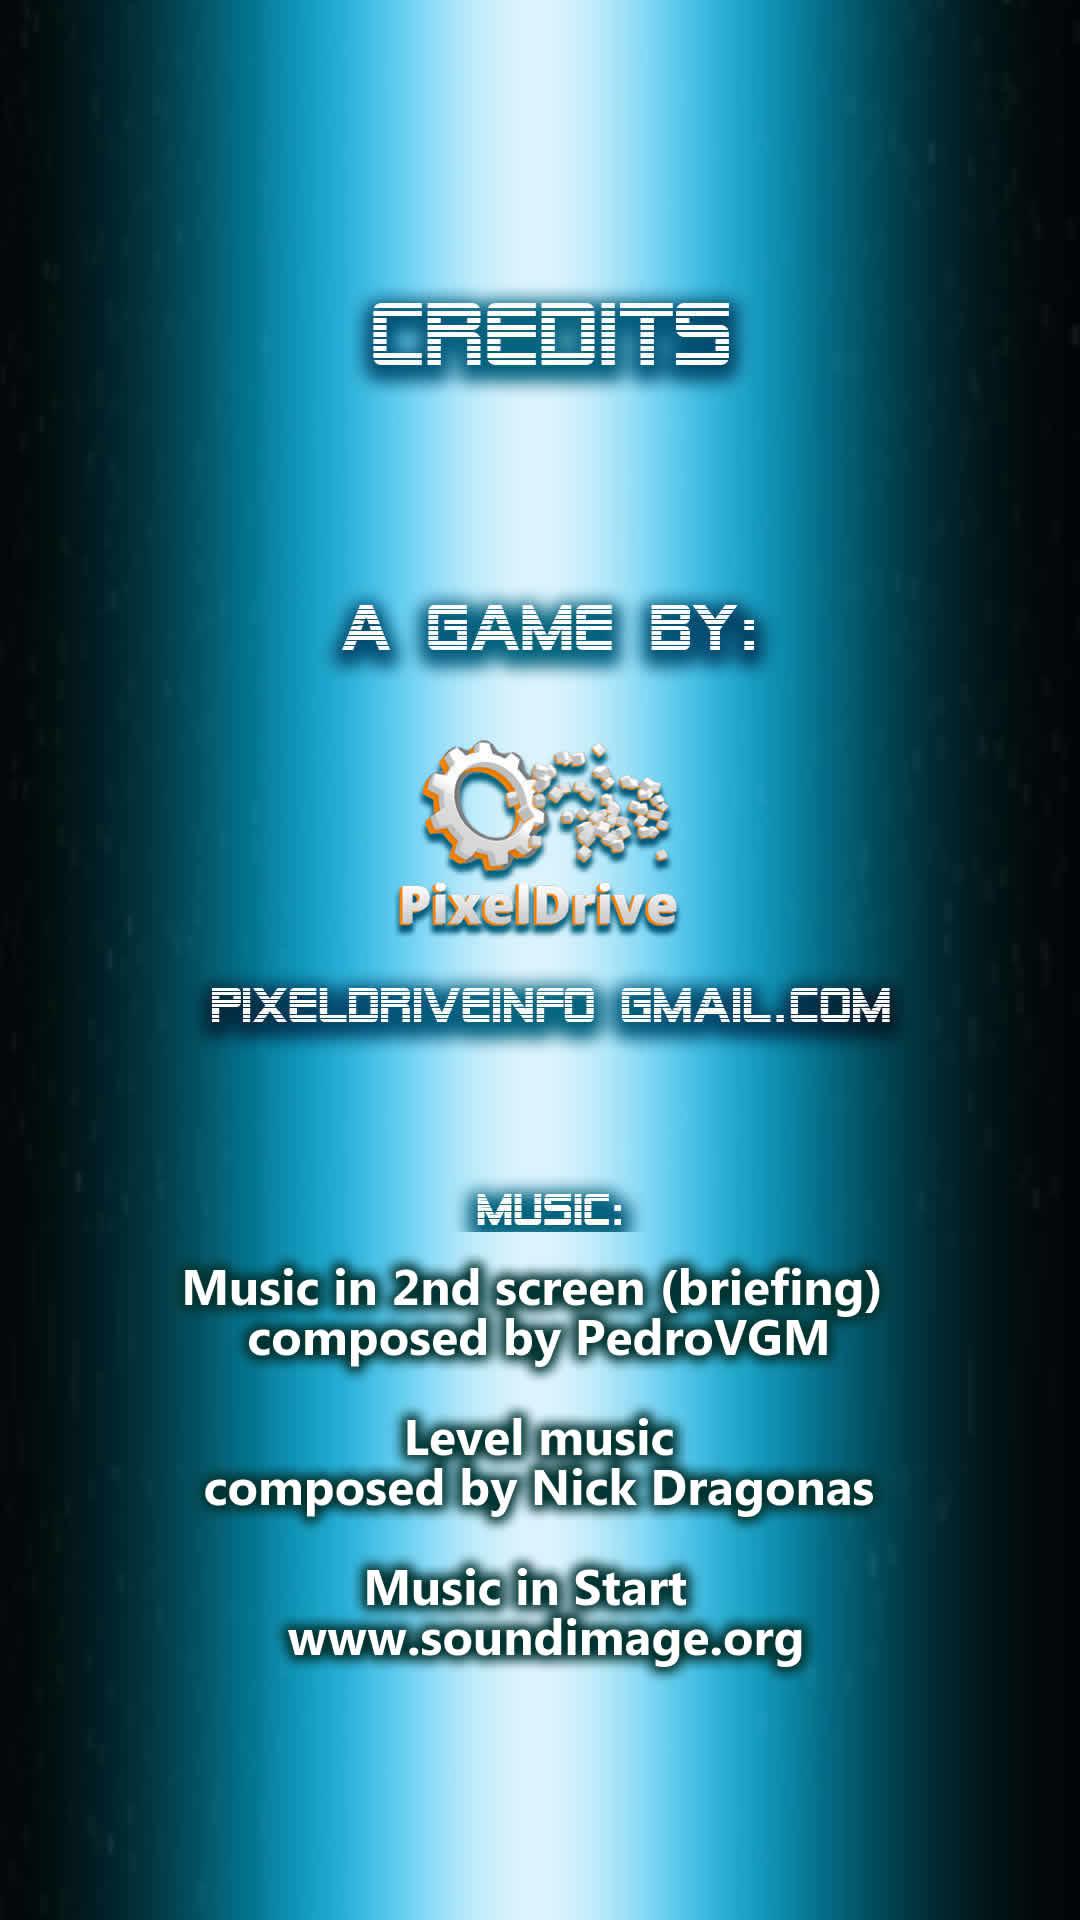 CREDITS
A GAME BY:
PixelDrive
PIXELDRIVEINFO GMAIL.COM
MUSIC:
Music in 2nd screen (briefing)
composed by PedroVGM
Level music
composed by Nick Dragonas
Music in Start
www.soundimage.org